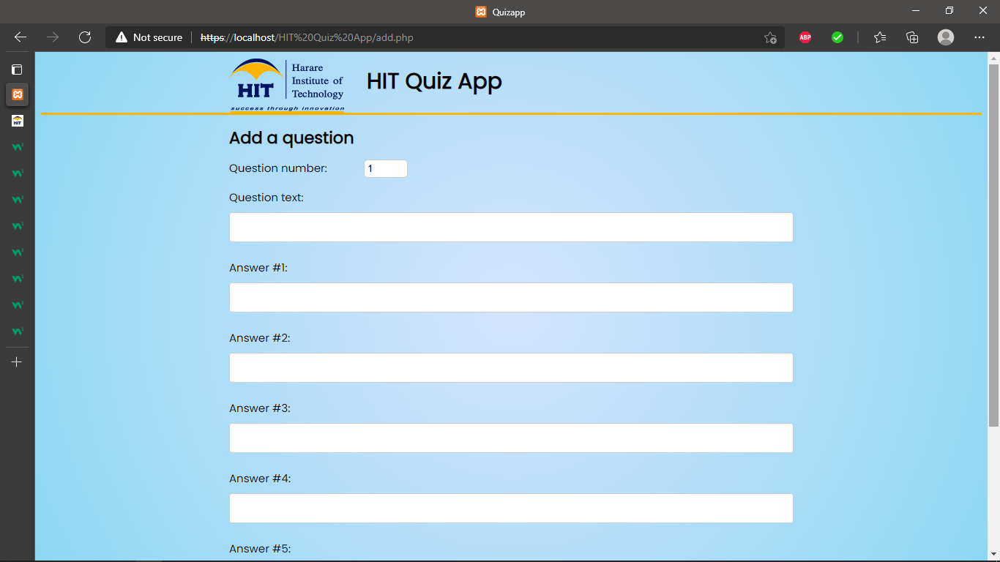 Quizapp
Not secure
https://localhost/HIT%20Quiz%20App/add.php
ABP
HIT
Harare
Institute of
Technology
success through innovation
HIT Quiz App
HIT
Add a question
Question number:
1
Question text:
Answer #1:
Answer #2:
Answer #3:
Answer #4:
Answer #5: